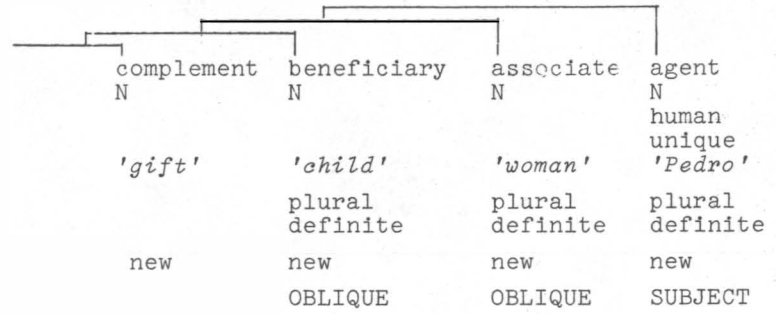 complement beneficiary associate agent
N N N N
human
unique
'gift' 'child' 'woman' 'Pedro'
plural plural plural
definite definite definite
new new new new
OBLIQUE OBLIQUE SUBJECT